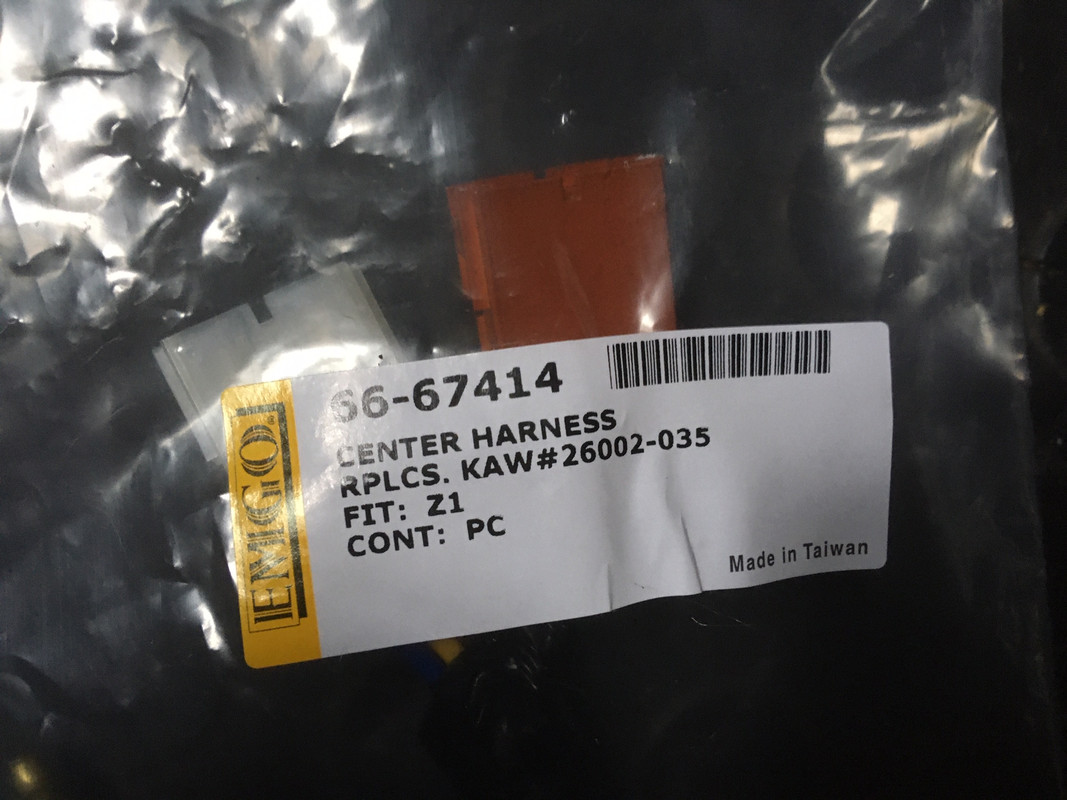 EMGO
66-67414
CENTER HARNESS
RPLCS. KAW#26002-035
FIT: Z1
CONT: PC
Made in Taiwan